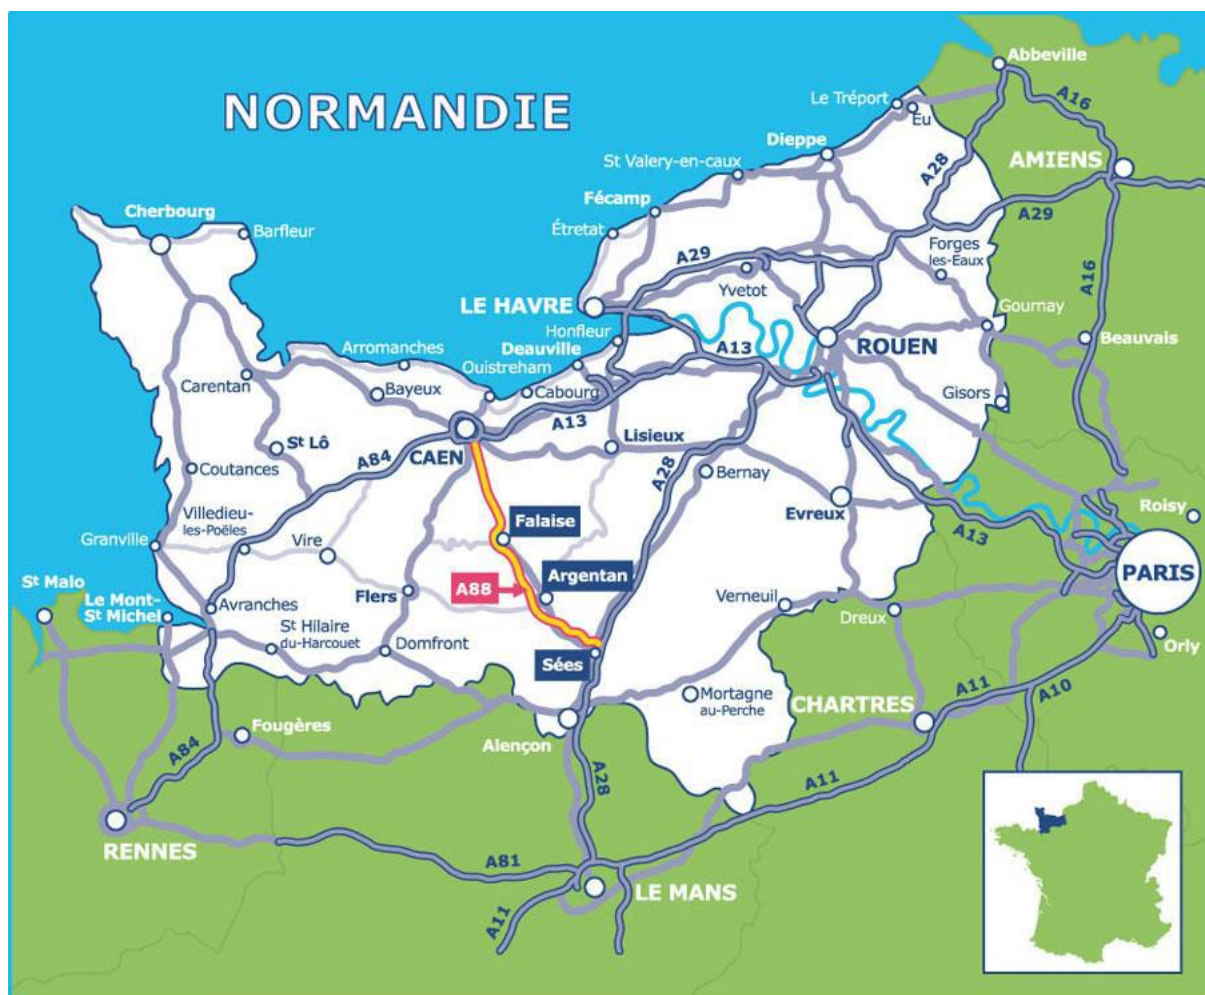 NORMANDIE
Abbeville
A16
Le Tréport
Eu
Dieppe
AMIENS
A28
St Valery-en-caux
Fécamp
A29
Cherbourg
Barfleur
Étretat
A29
Forges
les-Eaux
A16
Yvetot
LE HAVRE
Gournay
Honfleur
ROUEN
Beauvais
Arromanches
Deauville
A13
Ouistreham
Carentan
Bayeux
Cabourg
Gisors
A13
St Lô
CAEN
Lisieux
A84
A28
Coutances
Bernay
Villedieu-
les-Poëles
Evreux
Roisy
Falaise
Granville
Vire
A13
PARIS
St Malo
A88
Argentan
Le Mont-
St Michel
Avranches
Flers
Verneuil
Dreux
St Hilaire
du-Harcouet
Domfront
Orly
Sées
Mortagne
au-Perche
CHARTRES
A11
A10
Fougères
Alençon
A84
A28
A11
RENNES
A81
LE MANS
A11